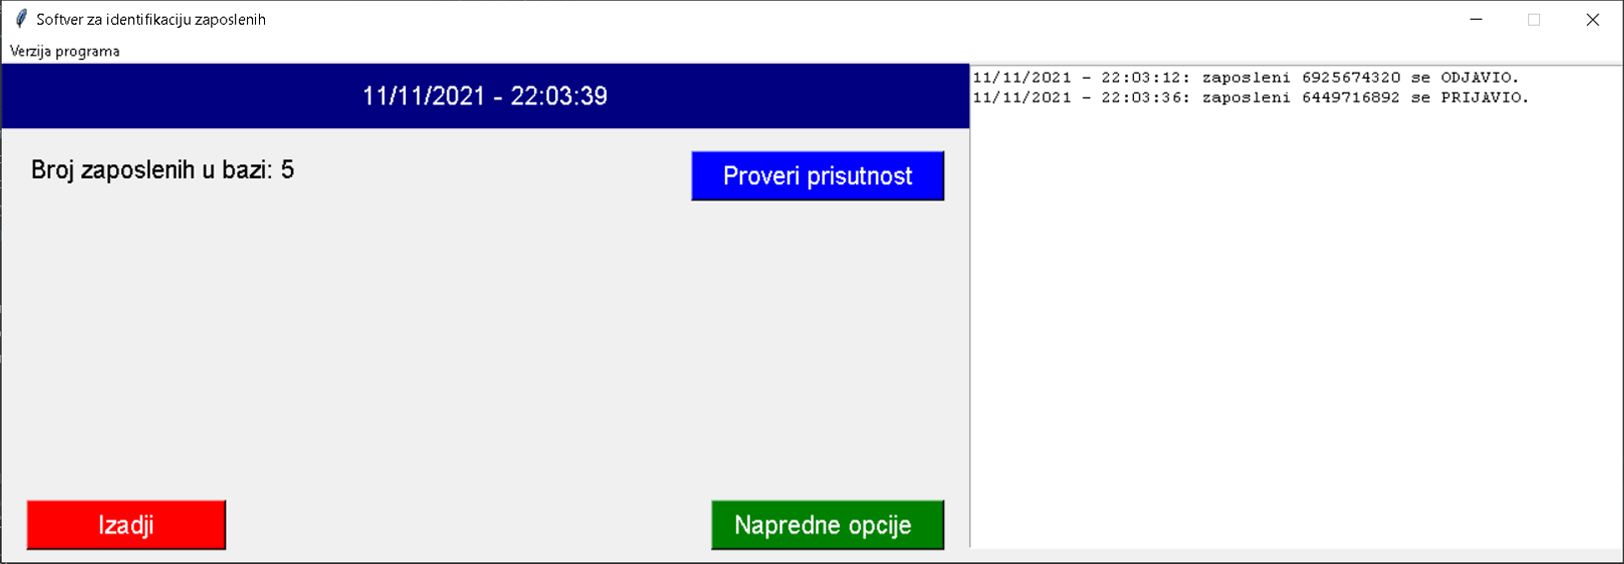 Softver za identifikaciju zaposlenih
Verzija programa
11/11/2021 - 22:03:39
Broj zaposlenih u bazi: 5
Proveri prisutnost
Izadji
Napredne opcije
11/11/2021 - 22:03:12: zaposleni 6925674320 se ODJAVIO.
11/11/2021 - 22:03:36: zaposleni 6449716892 se PRIJAVIO.